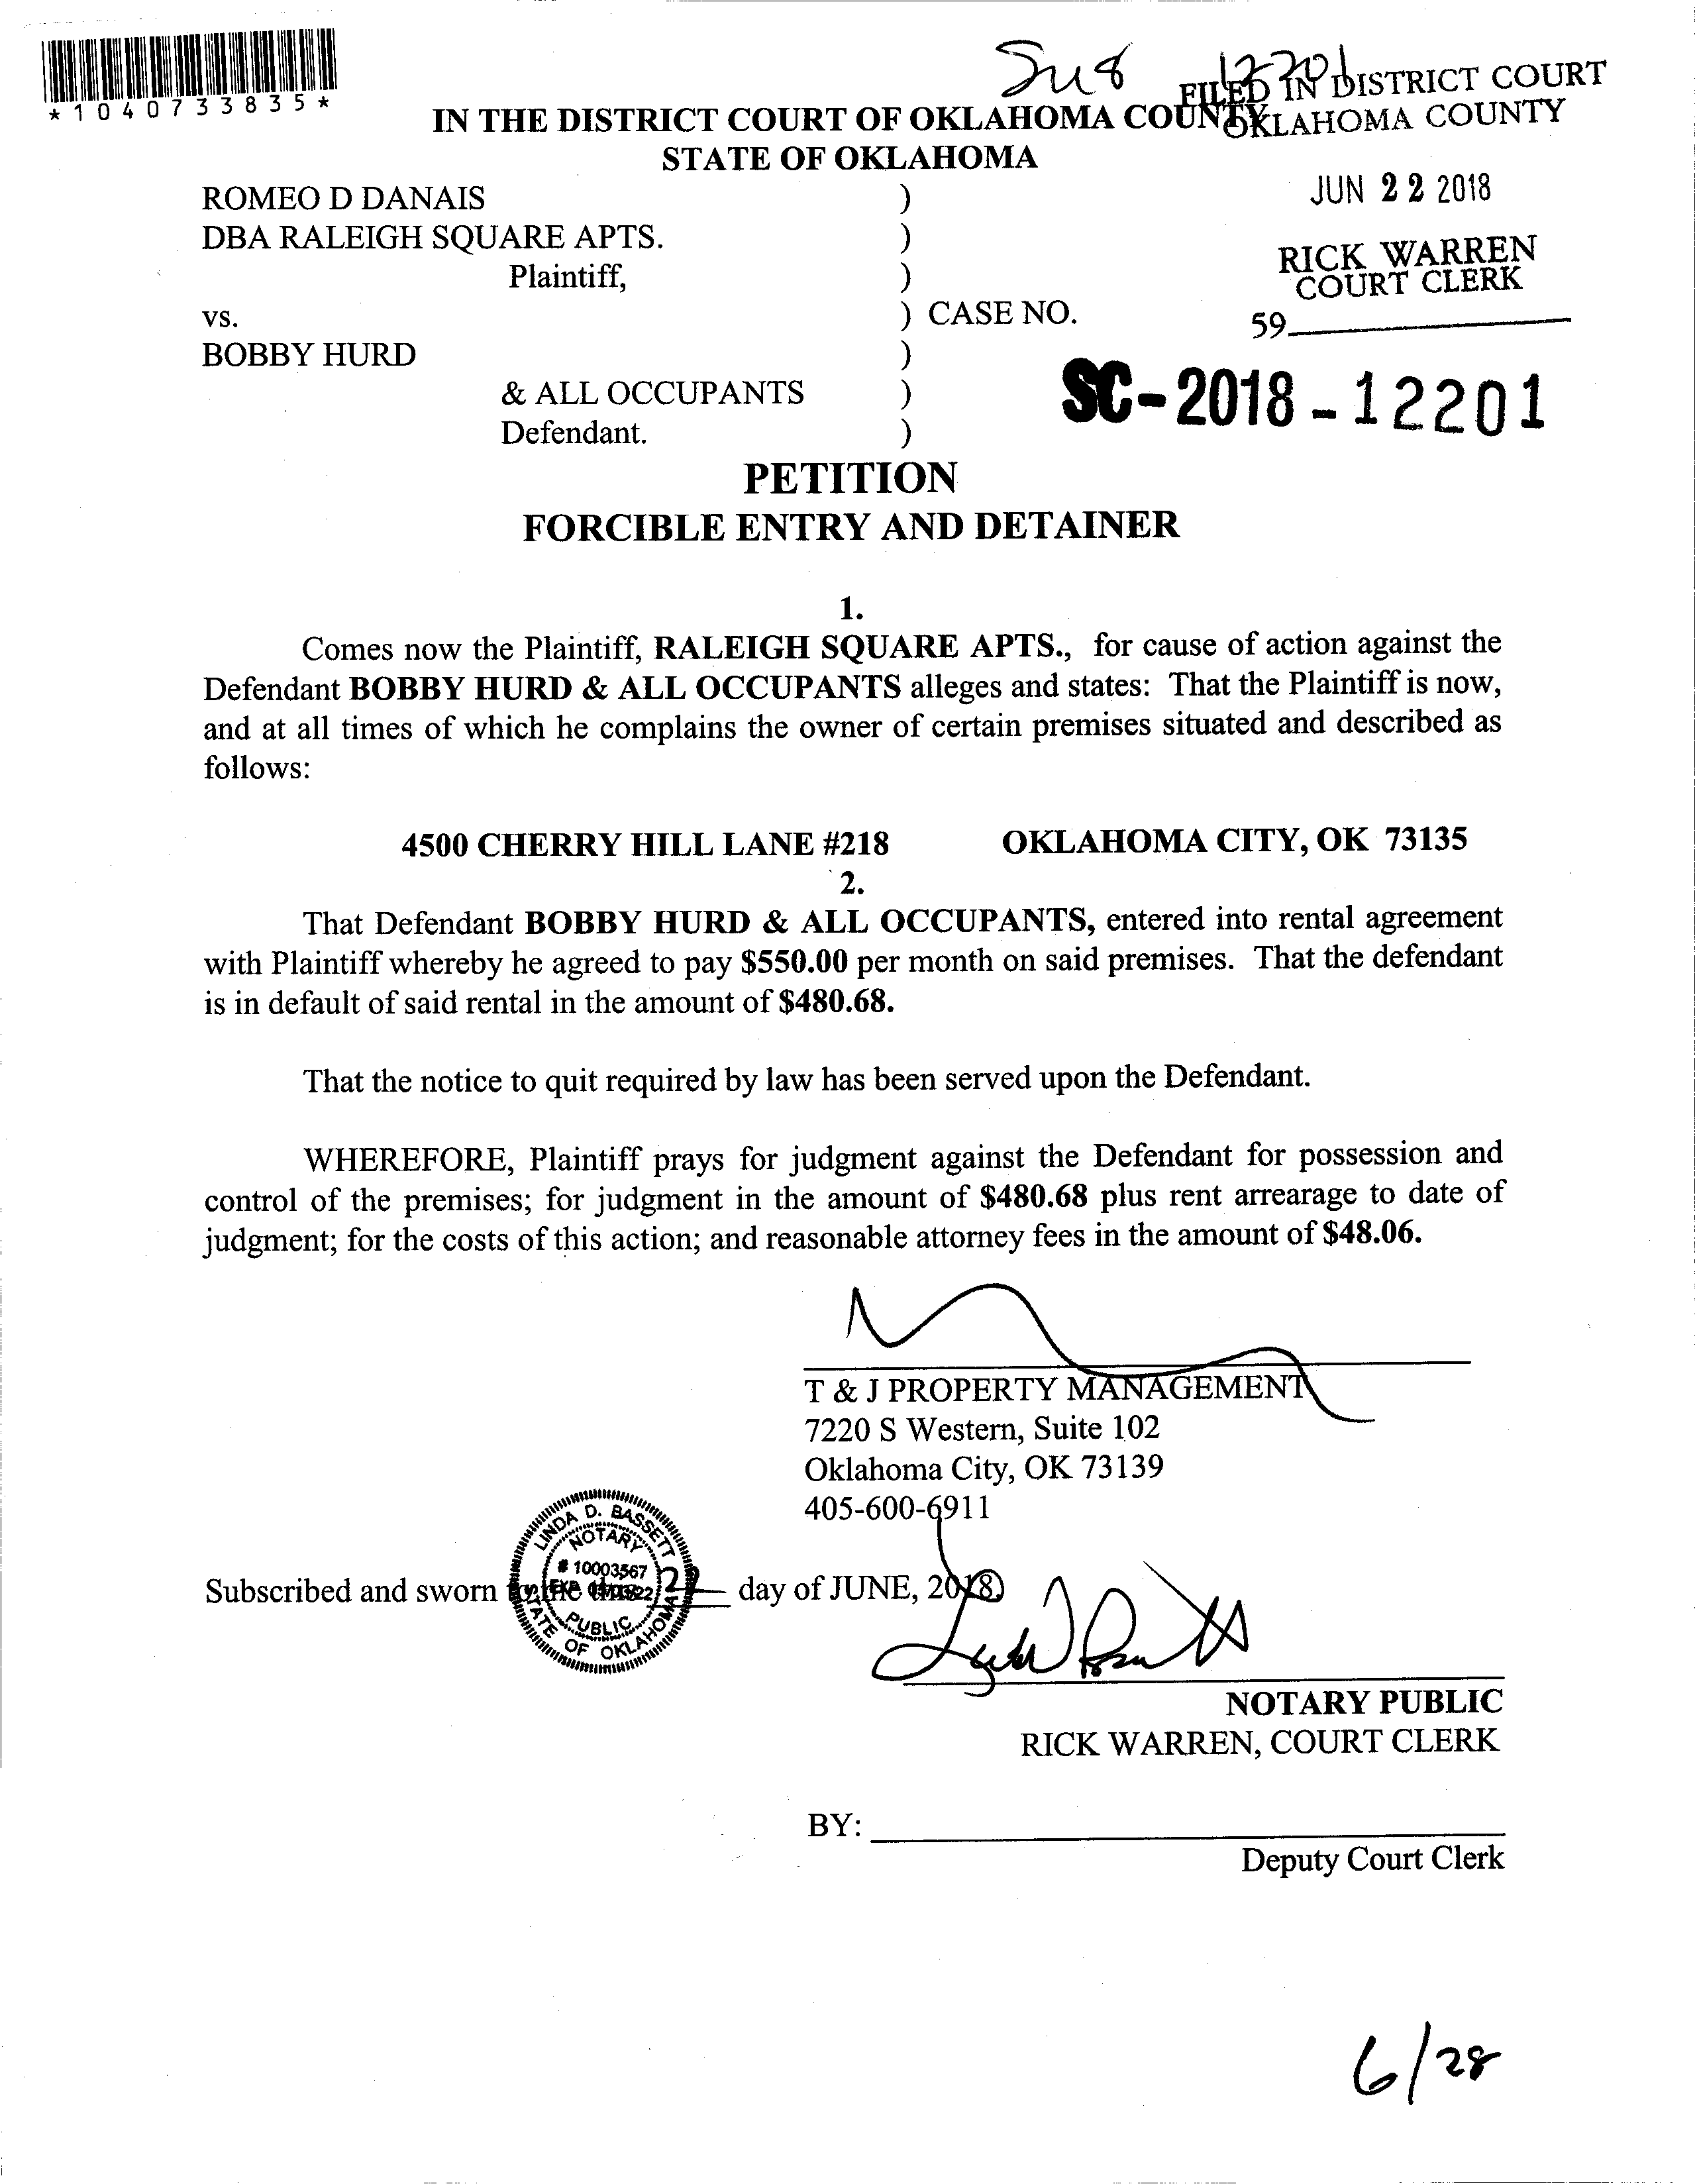 *1040733835*
FILED IN DISTRICT COURT
OKLAHOMA COUNTY
IN THE DISTRICT COURT OF OKLAHOMA COUNTY
STATE OF OKLAHOMA
JUN 22 2018
RICK WARREN
COURT CLERK
59
ROMEO D DANAIS )
DBA RALEIGH SQUARE APTS. )
Plaintiff, )
vs. ) CASE NO.
BOBBY HURD )
& ALL OCCUPANTS )
Defendant. )
SC-2018-12201
PETITION
FORCIBLE ENTRY AND DETAINER
1.
Comes now the Plaintiff, RALEIGH SQUARE APTS., for cause of action against the
Defendant BOBBY HURD & ALL OCCUPANTS alleges and states: That the Plaintiff is now,
and at all times of which he complains the owner of certain premises situated and described as
follows:
4500 CHERRY HILL LANE #218 OKLAHOMA CITY, OK 73135
2.
That Defendant BOBBY HURD & ALL OCCUPANTS, entered into rental agreement
with Plaintiff whereby he agreed to pay $550.00 per month on said premises. That the defendant
is in default of said rental in the amount of $480.68.
That the notice to quit required by law has been served upon the Defendant.
WHEREFORE, Plaintiff prays for judgment against the Defendant for possession and
control of the premises; for judgment in the amount of $480.68 plus rent arrearage to date of
judgment; for the costs of this action; and reasonable attorney fees in the amount of $48.06.
T & J PROPERTY MANAGEMENT
7220 S Western, Suite 102
Oklahoma City, OK 73139
405-600-6911
LINDA D. BASSETT
NOTARY
# 10003567
PUBLIC
STATE OF OKLAHOMA
Subscribed and sworn day of JUNE, 2018
NOTARY PUBLIC
RICK WARREN, COURT CLERK
BY:
Deputy Court Clerk
6/28